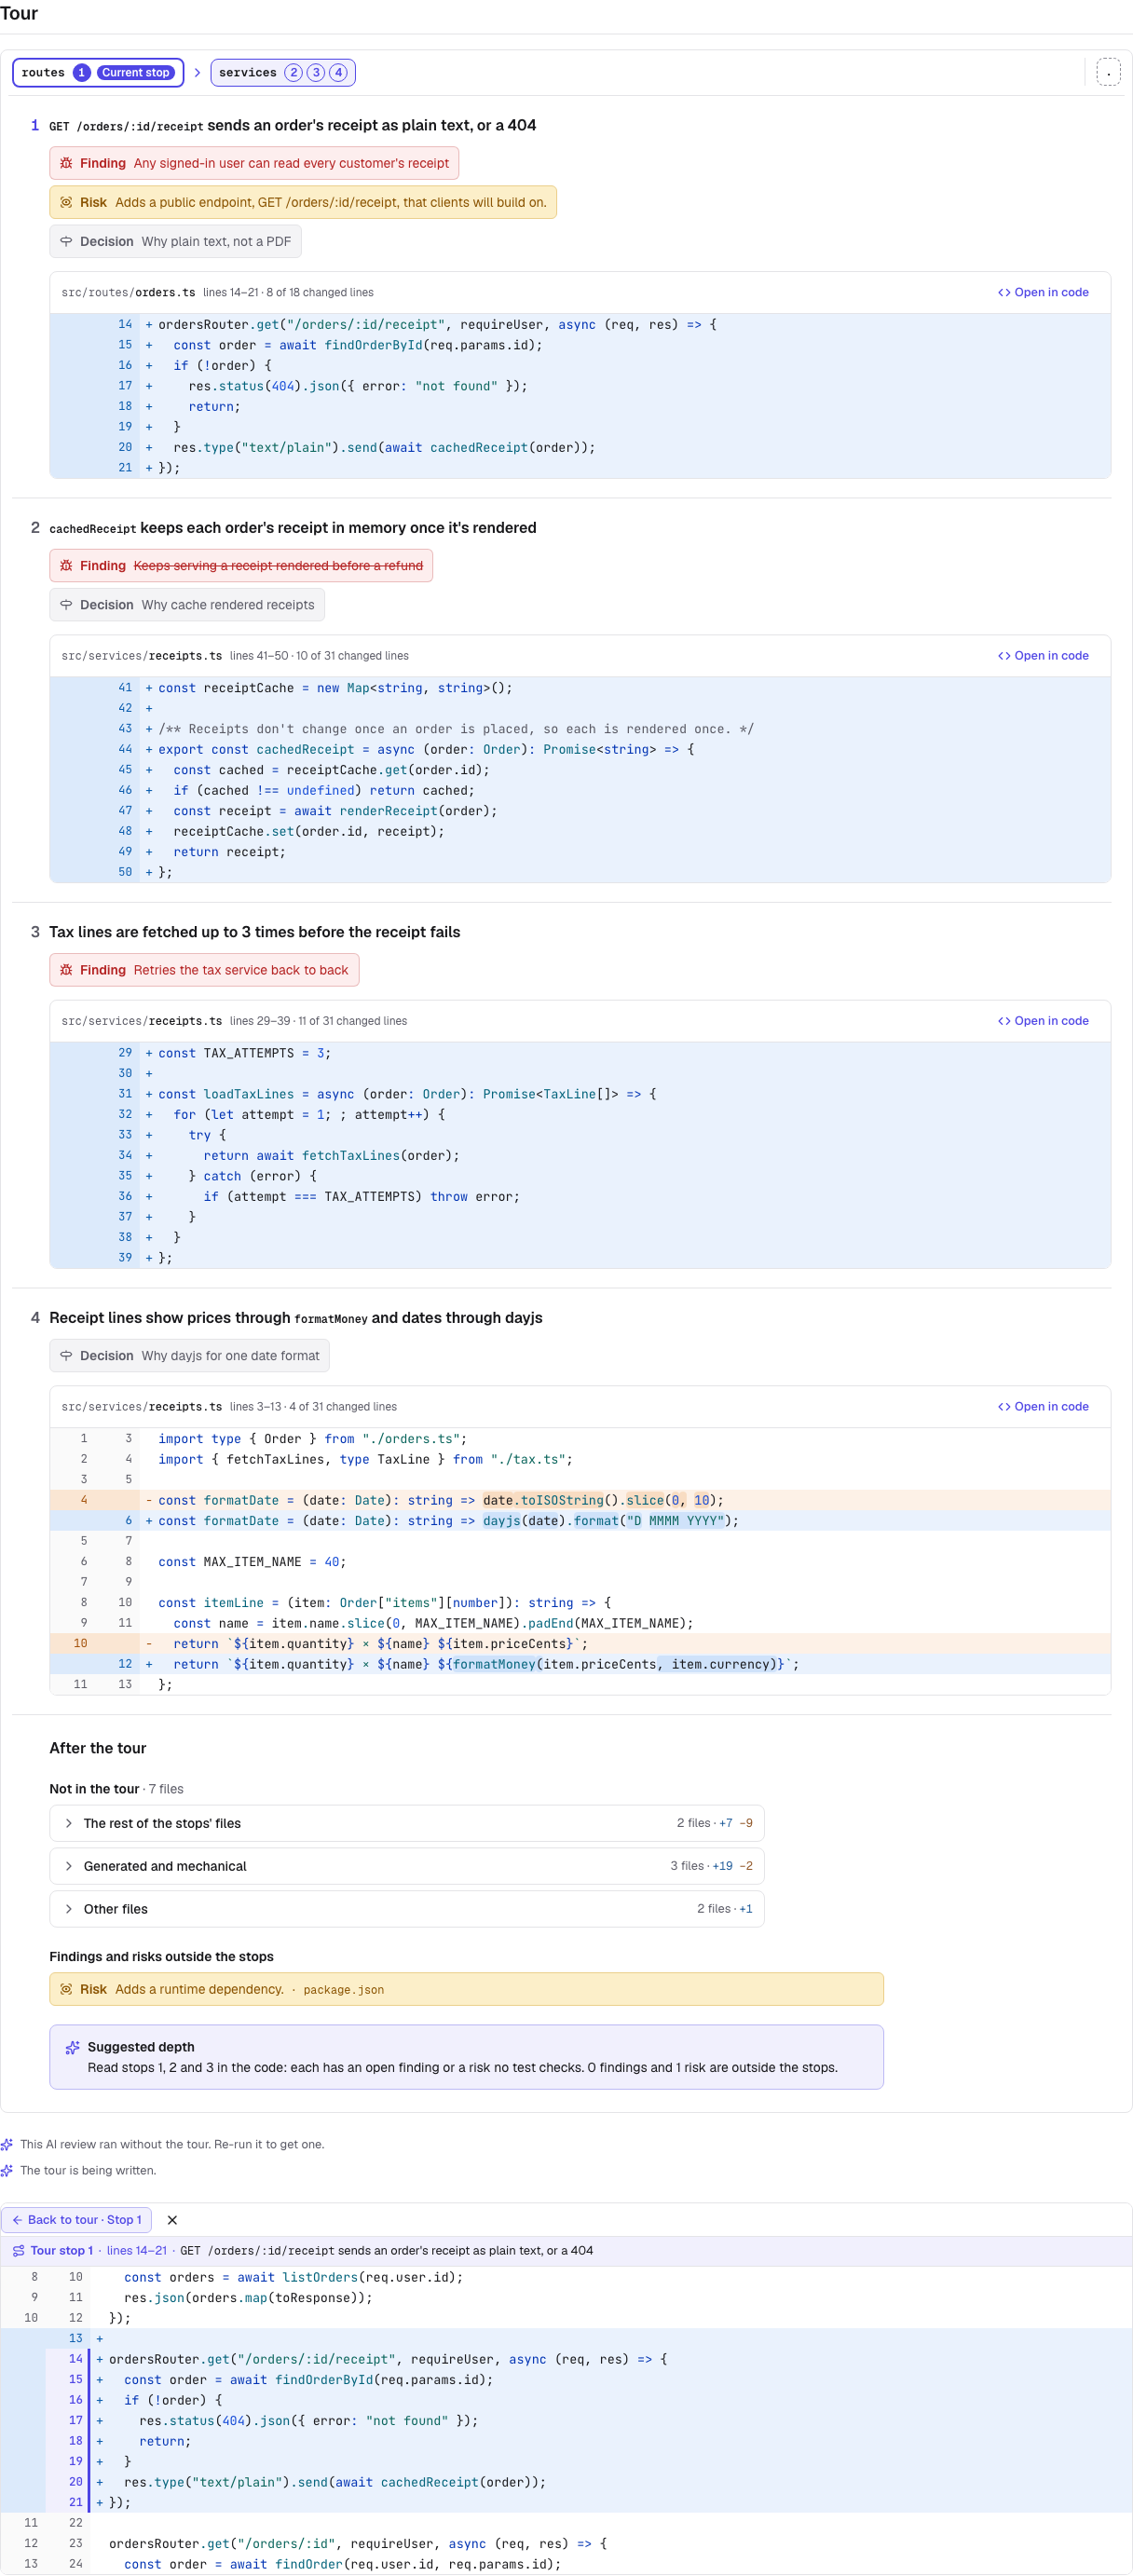 Tour
routes 1 Current stop > services 2 3 4 .
1 GET /orders/:id/receipt sends an order's receipt as plain text, or a 404
Finding Any signed-in user can read every customer's receipt
Risk Adds a public endpoint, GET /orders/:id/receipt, that clients will build on.
Decision Why plain text, not a PDF
src/routes/orders.ts lines 14–21 · 8 of 18 changed lines <> Open in code
14 + ordersRouter.get("/orders/:id/receipt", requireUser, async (req, res) => {
15 + const order = await findOrderById(req.params.id);
16 + if (!order) {
17 + res.status(404).json({ error: "not found" });
18 + return;
19 + }
20 + res.type("text/plain").send(await cachedReceipt(order));
21 + });
2 cachedReceipt keeps each order's receipt in memory once it's rendered
Finding Keeps serving a receipt rendered before a refund
Decision Why cache rendered receipts
src/services/receipts.ts lines 41–50 · 10 of 31 changed lines <> Open in code
41 + const receiptCache = new Map<string, string>();
42 +
43 + /** Receipts don't change once an order is placed, so each is rendered once. */
44 + export const cachedReceipt = async (order: Order): Promise<string> => {
45 + const cached = receiptCache.get(order.id);
46 + if (cached !== undefined) return cached;
47 + const receipt = await renderReceipt(order);
48 + receiptCache.set(order.id, receipt);
49 + return receipt;
50 + };
3 Tax lines are fetched up to 3 times before the receipt fails
Finding Retries the tax service back to back
src/services/receipts.ts lines 29–39 · 11 of 31 changed lines <> Open in code
29 + const TAX_ATTEMPTS = 3;
30 +
31 + const loadTaxLines = async (order: Order): Promise<TaxLine[]> => {
32 + for (let attempt = 1; ; attempt++) {
33 + try {
34 + return await fetchTaxLines(order);
35 + } catch (error) {
36 + if (attempt === TAX_ATTEMPTS) throw error;
37 + }
38 + }
39 + };
4 Receipt lines show prices through formatMoney and dates through dayjs
Decision Why dayjs for one date format
src/services/receipts.ts lines 3–13 · 4 of 31 changed lines <> Open in code
1 3 import type { Order } from "./orders.ts";
2 4 import { fetchTaxLines, type TaxLine } from "./tax.ts";
3 5
4 - const formatDate = (date: Date): string => date.toISOString().slice(0, 10);
6 + const formatDate = (date: Date): string => dayjs(date).format("D MMMM YYYY");
5 7
6 8 const MAX_ITEM_NAME = 40;
7 9
8 10 const itemLine = (item: Order["items"][number]): string => {
9 11 const name = item.name.slice(0, MAX_ITEM_NAME).padEnd(MAX_ITEM_NAME);
10 - return `${item.quantity} × ${name} ${item.priceCents}`;
12 + return `${item.quantity} × ${name} ${formatMoney(item.priceCents, item.currency)}`;
11 13 };
After the tour
Not in the tour · 7 files
> The rest of the stops' files 2 files · +7 −9
> Generated and mechanical 3 files · +19 −2
> Other files 2 files · +1
Findings and risks outside the stops
Risk Adds a runtime dependency. · package.json
Suggested depth
Read stops 1, 2 and 3 in the code: each has an open finding or a risk no test checks. 0 findings and 1 risk are outside the stops.
This AI review ran without the tour. Re-run it to get one.
The tour is being written.
← Back to tour · Stop 1 ×
Tour stop 1 · lines 14–21 · GET /orders/:id/receipt sends an order's receipt as plain text, or a 404
8 10 const orders = await listOrders(req.user.id);
9 11 res.json(orders.map(toResponse));
10 12 });
13 +
14 + ordersRouter.get("/orders/:id/receipt", requireUser, async (req, res) => {
15 + const order = await findOrderById(req.params.id);
16 + if (!order) {
17 + res.status(404).json({ error: "not found" });
18 + return;
19 + }
20 + res.type("text/plain").send(await cachedReceipt(order));
21 + });
11 22
12 23 ordersRouter.get("/orders/:id", requireUser, async (req, res) => {
13 24 const order = await findOrder(req.user.id, req.params.id);